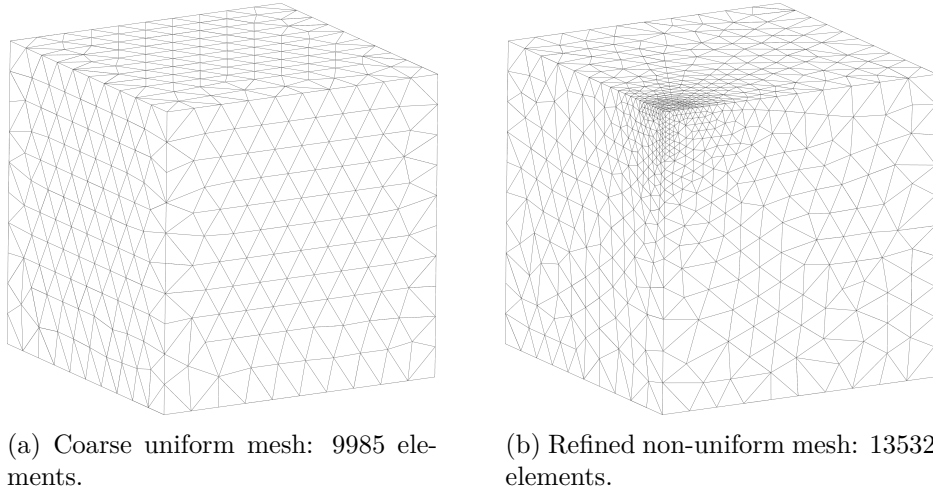 (a) Coarse uniform mesh: 9985 ele-
ments.
(b) Refined non-uniform mesh: 13532
elements.